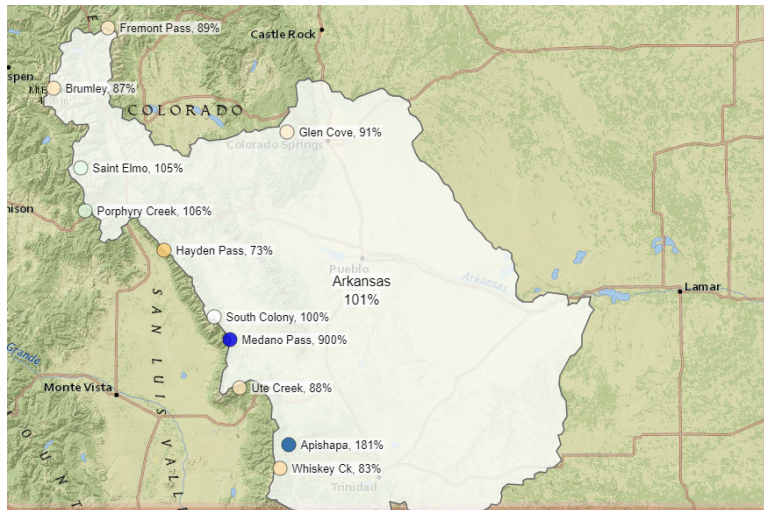 Fremont Pass, 89%
Castle Rock
spen
Brumley, 87%
COLORADO
Glen Cove, 91%
Colorado Springs
Saint Elmo, 105%
nison
Porphyry Creek, 106%
Hayden Pass, 73%
Pueblo
Arkansas
Arkansas
101%
Lamar
SAN LUIS VALL
South Colony, 100%
Medano Pass, 900%
Grande
Monte Vista
Ute Creek, 88%
OUNT
Apishapa, 181%
Whiskey Ck, 83%
Trinidad